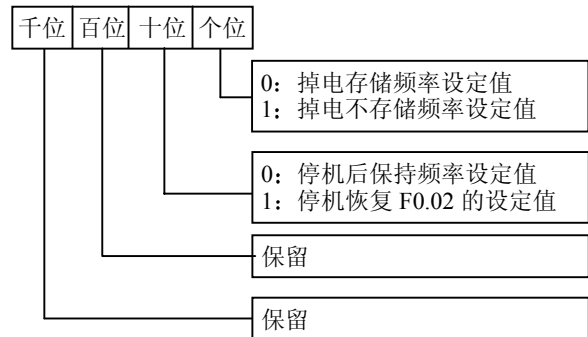 千位 百位 十位 个位
0：掉电存储频率设定值
1：掉电不存储频率设定值
0：停机后保持频率设定值
1：停机恢复 F0.02 的设定值
保留
保留